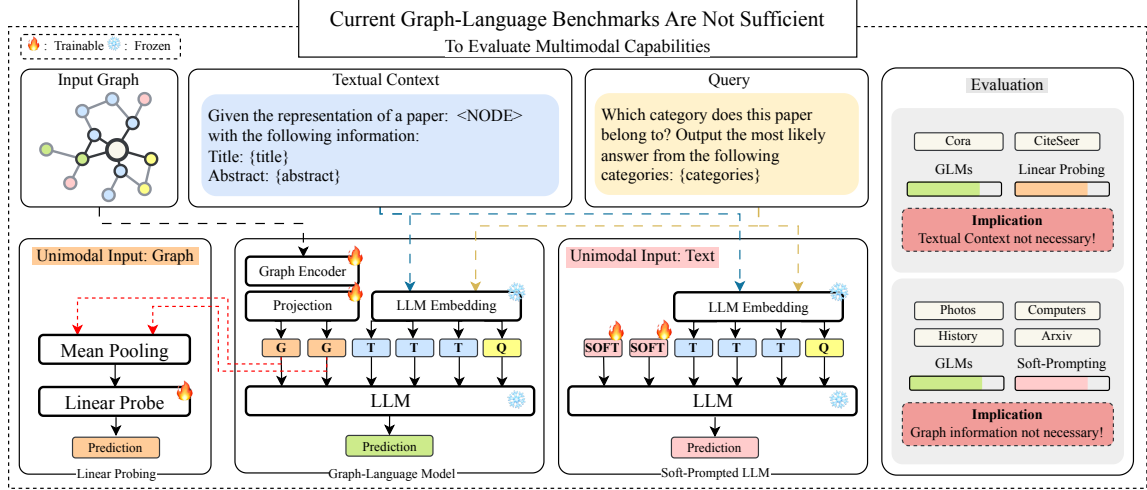 Current Graph-Language Benchmarks Are Not Sufficient
To Evaluate Multimodal Capabilities
: Trainable : Frozen
Input Graph
Textual Context
Given the representation of a paper: <NODE>
with the following information:
Title: {title}
Abstract: {abstract}
Query
Which category does this paper
belong to? Output the most likely
answer from the following
categories: {categories}
Unimodal Input: Graph
Mean Pooling
Linear Probe
Prediction
Linear Probing
Graph Encoder
Projection
LLM Embedding
G G T T T Q
LLM
Prediction
Graph-Language Model
Unimodal Input: Text
LLM Embedding
SOFT SOFT T T T Q
LLM
Prediction
Soft-Prompted LLM
Evaluation
Cora CiteSeer
GLMs Linear Probing
Implication
Textual Context not necessary!
Photos Computers
History Arxiv
GLMs Soft-Prompting
Implication
Graph information not necessary!